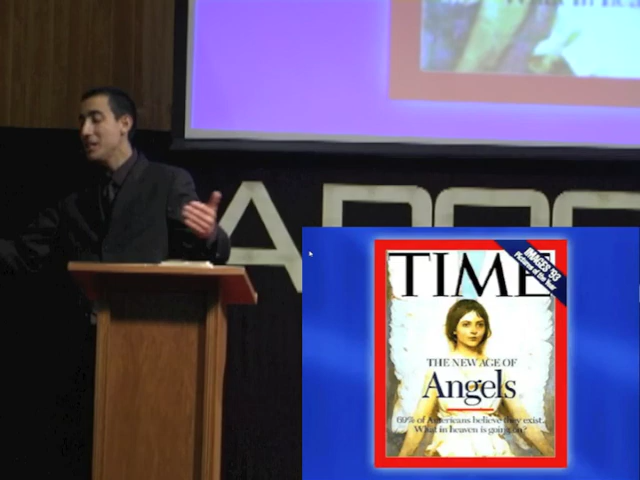 TIME
IMAGES '93
Pictures of the Year
THE NEW AGE OF
Angels
69% of Americans believe they exist.
What in heaven is going on?